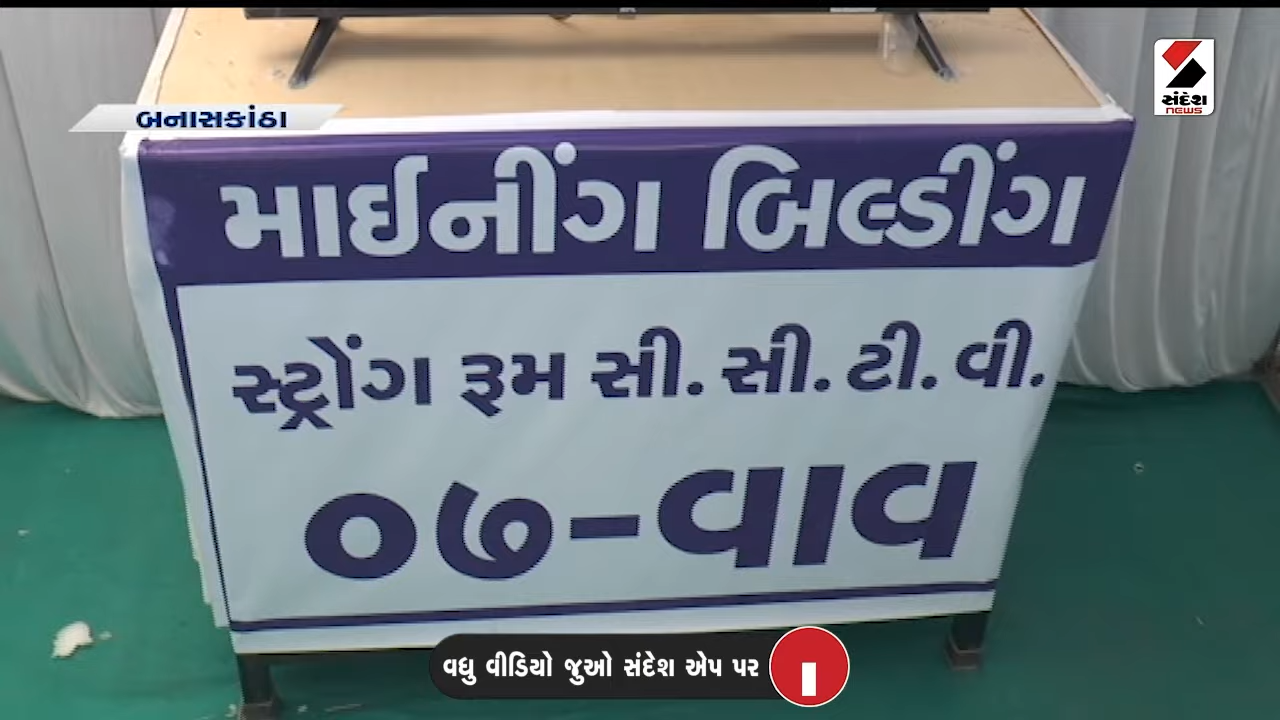 બનાસકાંઠા
સંદેશ
NEWS
માઈનીંગ બિલ્ડીંગ
સ્ટ્રોંગ રૂમ સી. સી. ટી. વી.
૦૭-વાવ
વધુ વીડિયો જુઓ સંદેશ એપ પર